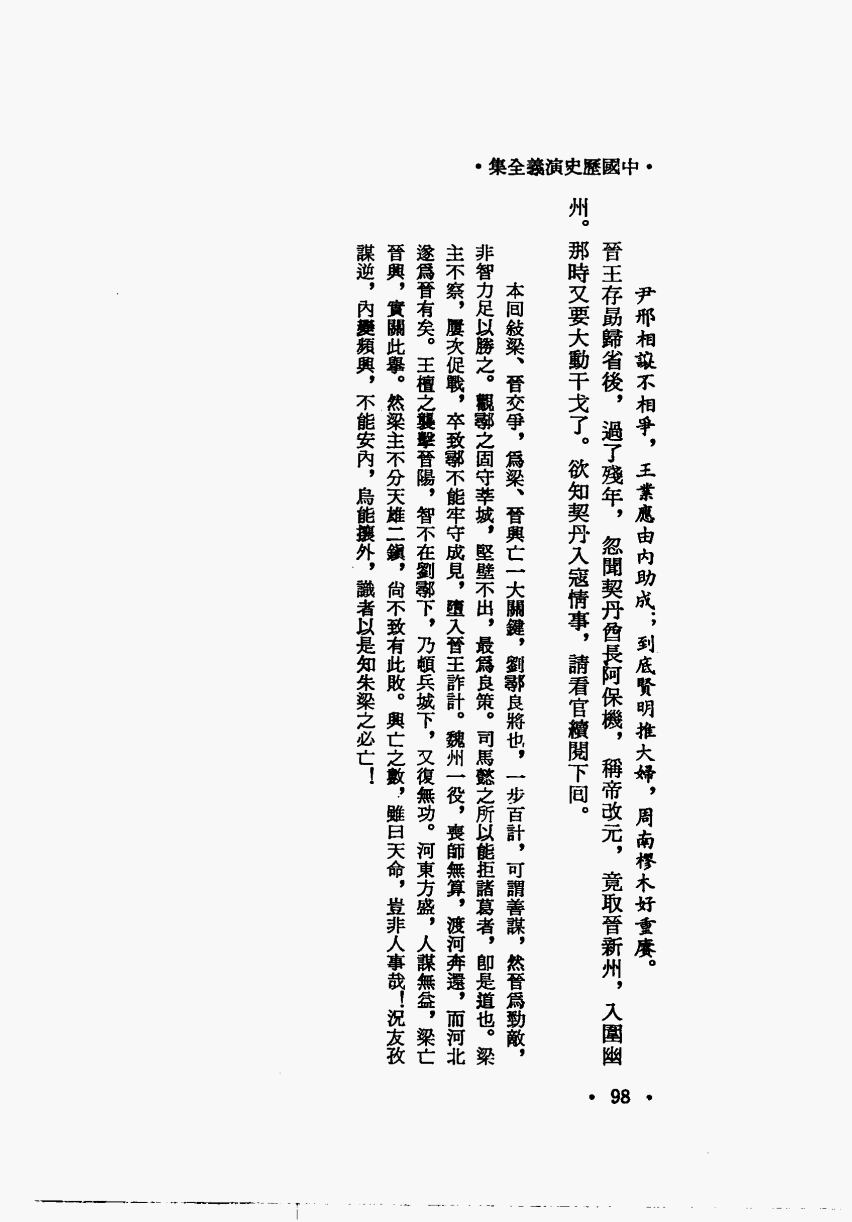 •中國歷史演義全集•
尹邢相讓不相爭，王業應由內助成；到底賢明推大婦，周南樛木好重賡。
晉王存勗歸省後，過了殘年，忽聞契丹酋長阿保機，稱帝改元，竟取晉新州，入圍幽
州。那時又要大動干戈了。欲知契丹入寇情事，請看官續閱下回。
本回敍梁、晉交爭，爲梁、晉興亡一大關鍵，劉鄩良將也，一步百計，可謂善謀，然晉爲勁敵，
非智力足以勝之。觀鄩之固守莘城，堅壁不出，最爲良策。司馬懿之所以能拒諸葛者，卽是道也。梁
主不察，屢次促戰，卒致鄩不能牢守成見，墮入晉王詐計。魏州一役，喪師無算，渡河奔還，而河北
遂爲晉有矣。王檀之襲擊晉陽，智不在劉鄩下，乃頓兵城下，又復無功。河東方盛，人謀無益，梁亡
晉興，實關此舉。然梁主不分天雄二鎭，尙不致有此敗。興亡之數，雖曰天命，豈非人事哉！況友孜
謀逆，內變頻興，不能安內，烏能攘外，識者以是知朱梁之必亡！
• 98 •